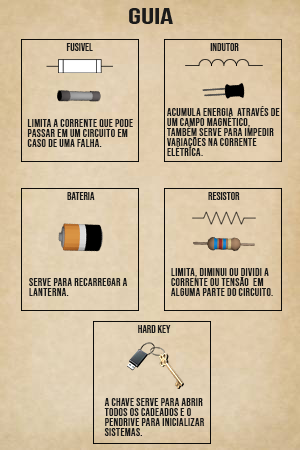 GUIA
FUSIVEL
LIMITA A CORRENTE QUE PODE
PASSAR EM UM CIRCUITO EM
CASO DE UMA FALHA.
INDUTOR
ACUMULA ENERGIA ATRAVÉS DE
UM CAMPO MAGNÉTICO,
TAMBÉM SERVE PARA IMPEDIR
VARIAÇÕES NA CORRENTE
ELÉTRICA.
BATERIA
SERVE PARA RECARREGAR A
LANTERNA.
RESISTOR
LIMITA, DIMINUI OU DIVIDI A
CORRENTE OU TENSÃO EM
ALGUMA PARTE DO CIRCUITO.
HARD KEY
A CHAVE SERVE PARA ABRIR
TODOS OS CADEADOS E O
PENDRIVE PARA INICIALIZAR
SISTEMAS.